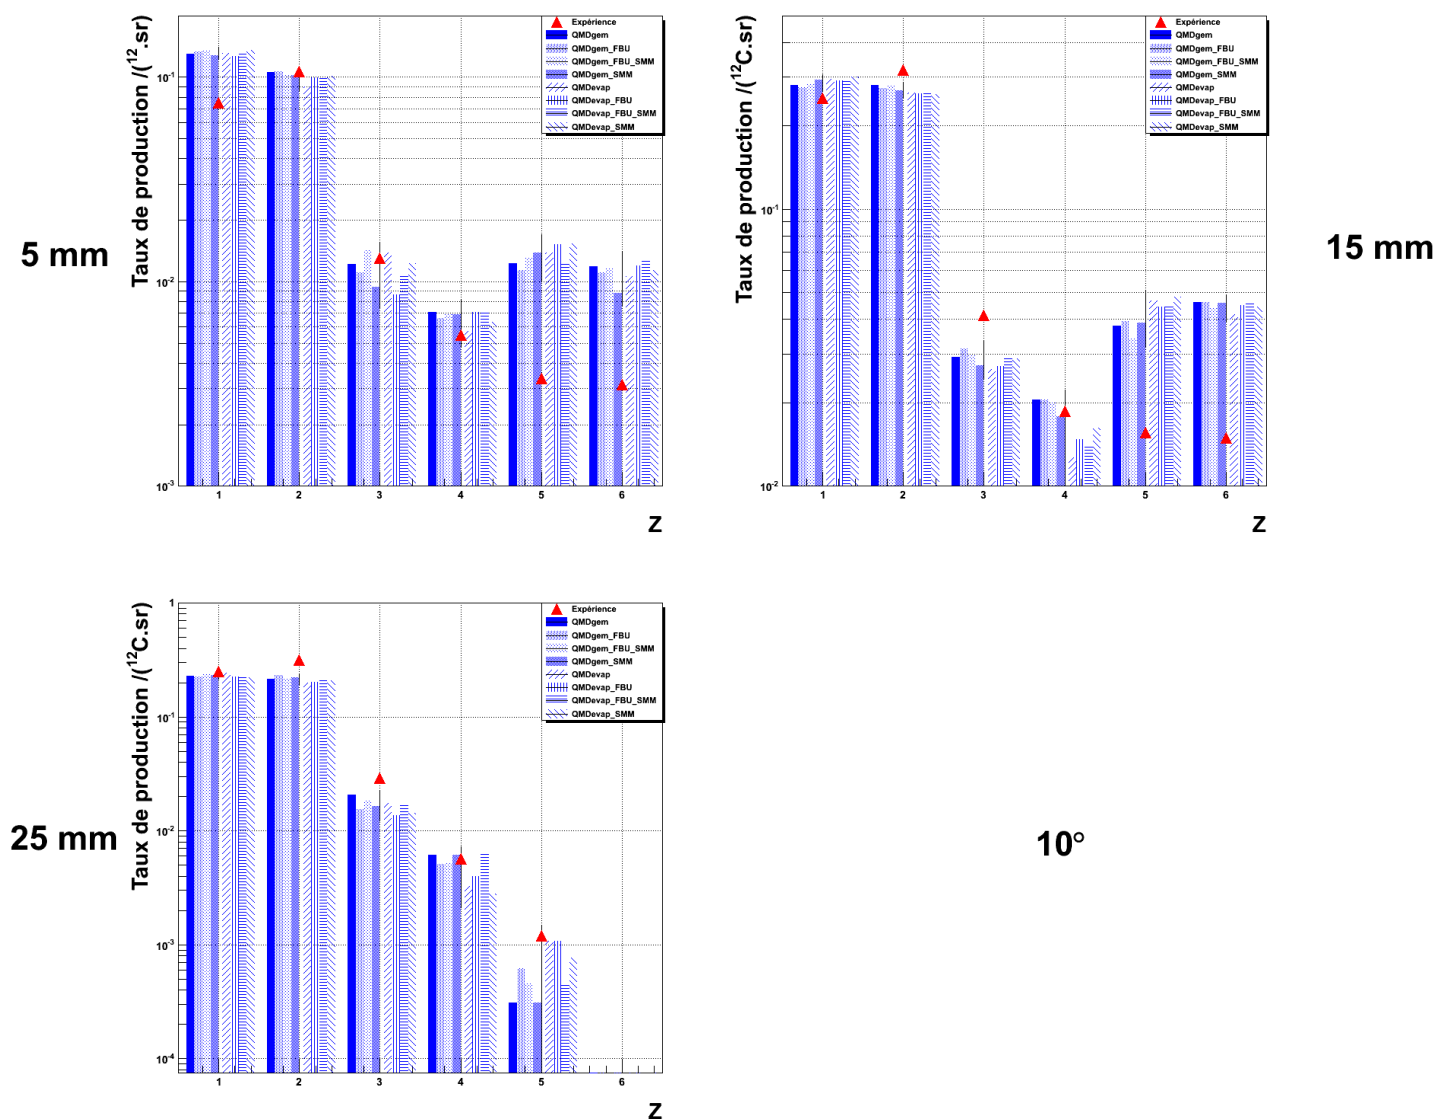 5 mm
Taux de production /(¹².sr)
10⁻¹
10⁻²
10⁻³
1 2 3 4 5 6
Z
Expérience
QMDgem
QMDgem_FBU
QMDgem_FBU_SMM
QMDgem_SMM
QMDevap
QMDevap_FBU
QMDevap_FBU_SMM
QMDevap_SMM
15 mm
Taux de production /(¹²C.sr)
10⁻¹
10⁻²
1 2 3 4 5 6
Z
Expérience
QMDgem
QMDgem_FBU
QMDgem_FBU_SMM
QMDgem_SMM
QMDevap
QMDevap_FBU
QMDevap_FBU_SMM
QMDevap_SMM
25 mm
Taux de production /(¹²C.sr)
1
10⁻¹
10⁻²
10⁻³
10⁻⁴
1 2 3 4 5 6
Z
Expérience
QMDgem
QMDgem_FBU
QMDgem_FBU_SMM
QMDgem_SMM
QMDevap
QMDevap_FBU
QMDevap_FBU_SMM
QMDevap_SMM
10°